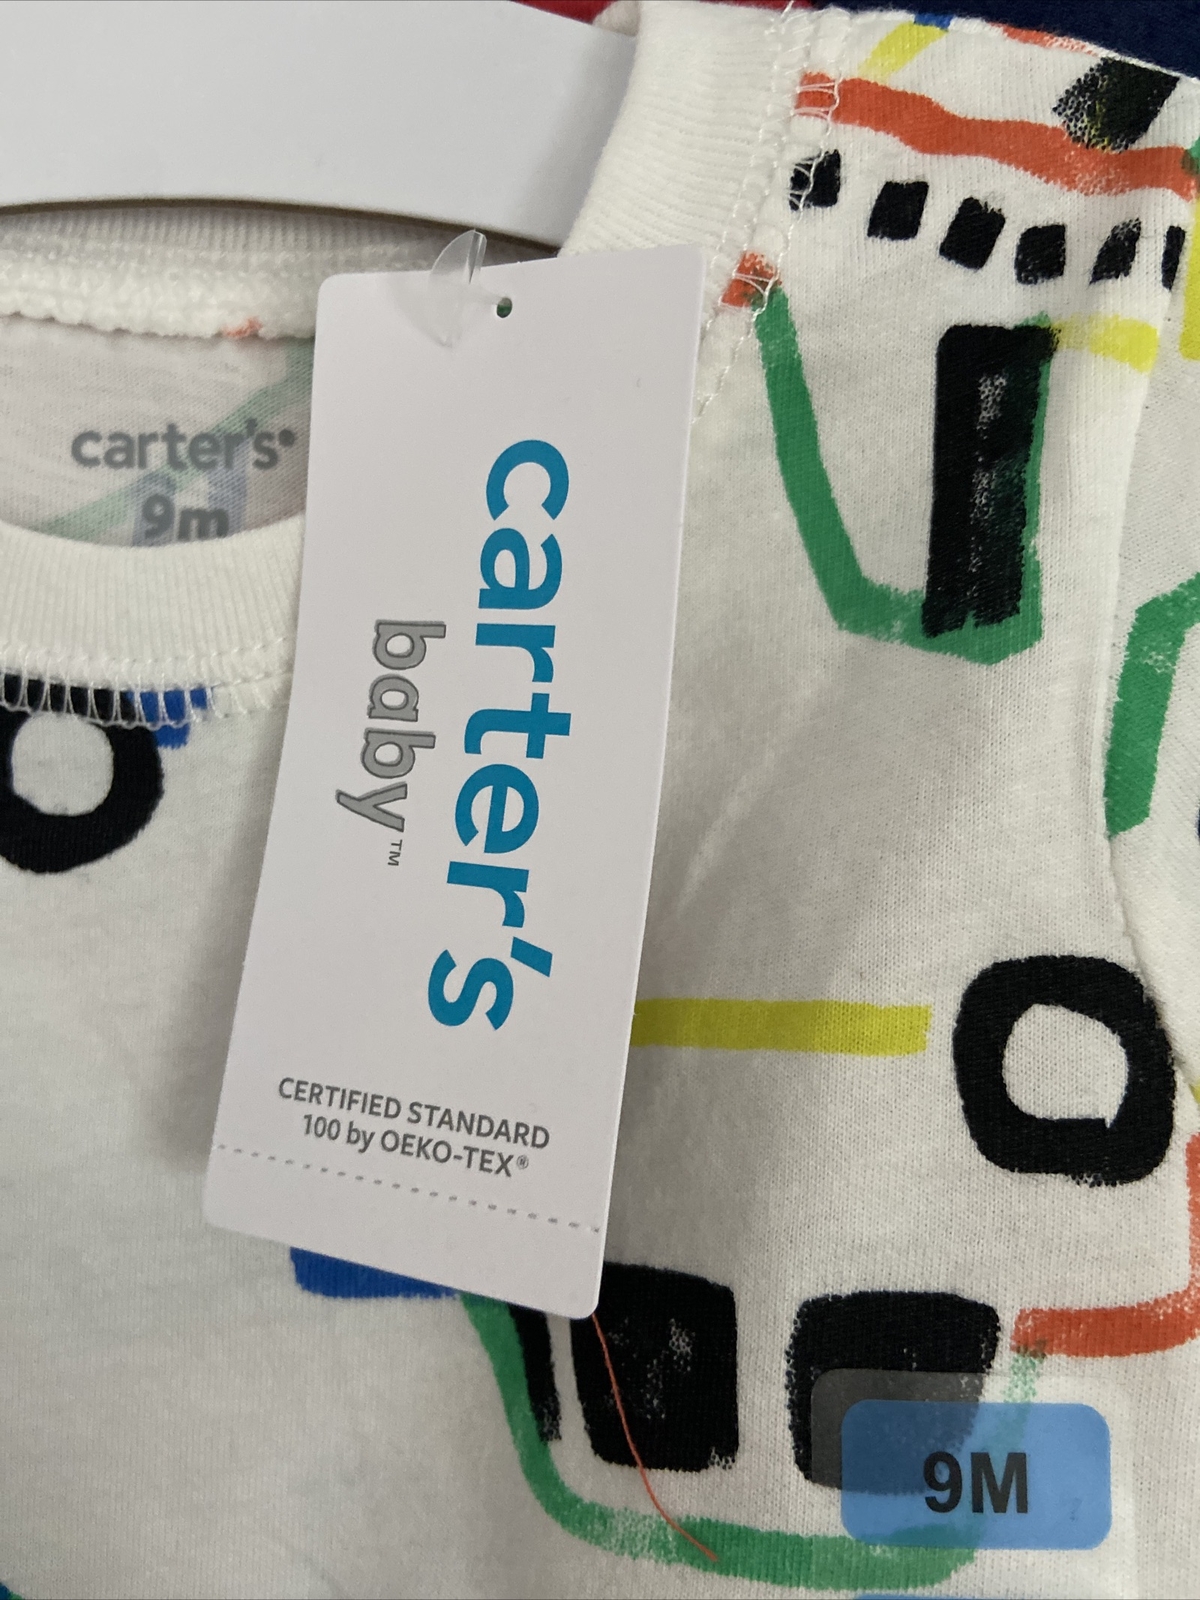 carter's®
9m
carter's
baby™
CERTIFIED STANDARD
100 by OEKO-TEX®
9M